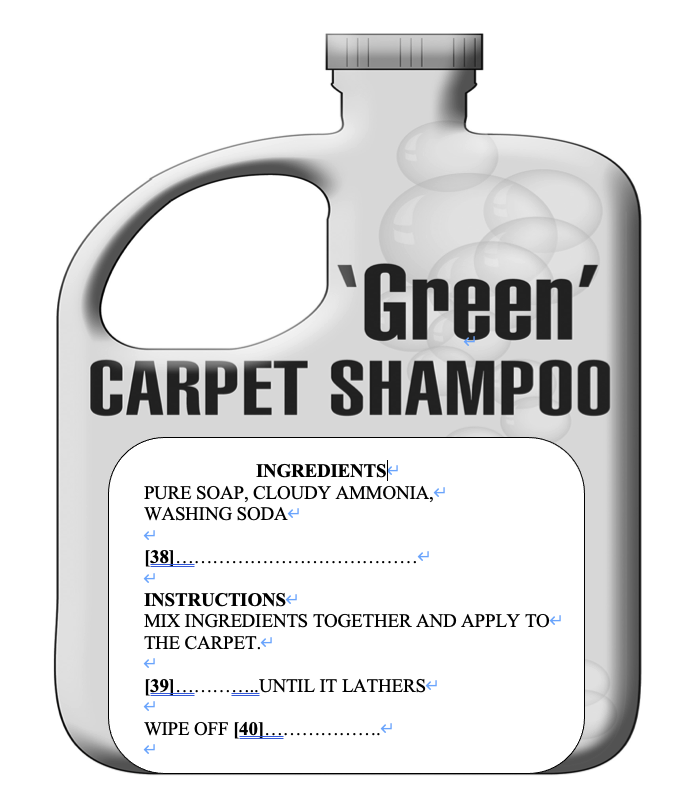 ‘Green’
CARPET SHAMPOO
INGREDIENTS
PURE SOAP, CLOUDY AMMONIA,
WASHING SODA
[38]…………………………………
INSTRUCTIONS
MIX INGREDIENTS TOGETHER AND APPLY TO
THE CARPET.
[39]……………..UNTIL IT LATHERS
WIPE OFF [40]………………..